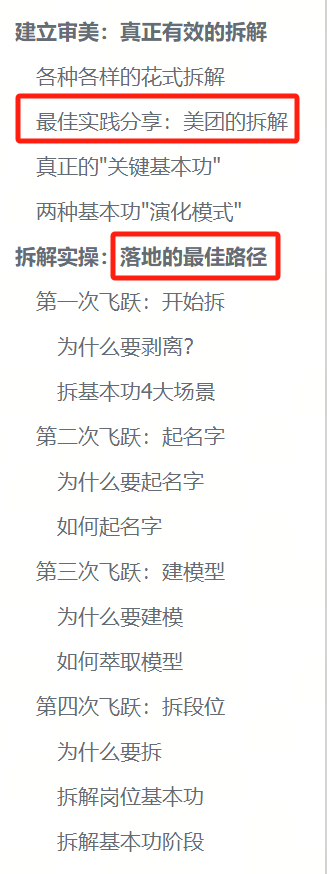 建立审美：真正有效的拆解
各种各样的花式拆解
最佳实践分享：美团的拆解
真正的"关键基本功"
两种基本功"演化模式"
拆解实操：落地的最佳路径
第一次飞跃：开始拆
为什么要剥离?
拆基本功4大场景
第二次飞跃：起名字
为什么要起名字
如何起名字
第三次飞跃：建模型
为什么要建模
如何萃取模型
第四次飞跃：拆段位
为什么要拆
拆解岗位基本功
拆解基本功阶段